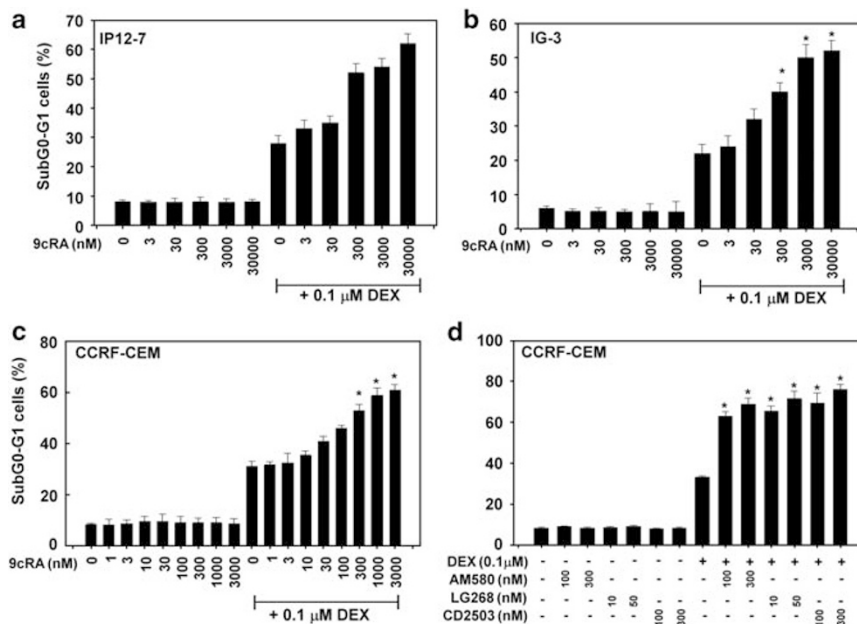 a
IP12-7
SubG0-G1 cells (%)
70
60
50
40
30
20
10
0
9cRA (nM)
0 3 30 300 3000 30000 0 3 30 300 3000 30000
+ 0.1 μM DEX
b
IG-3
60
50
40
30
20
10
0
* * *
9cRA (nM)
0 3 30 300 3000 30000 0 3 30 300 3000 30000
+ 0.1 μM DEX
c
CCRF-CEM
SubG0-G1 cells (%)
80
60
40
20
0
* * *
9cRA (nM)
0 1 3 10 30 100 300 1000 3000 0 1 3 10 30 100 300 1000 3000
+ 0.1 μM DEX
d
CCRF-CEM
100
80
60
40
20
0
* * * * * *
DEX (0.1μM) - - - - - - - + + + + + + +
AM580 (nM) - 100 300 - - - - - 100 300 - - - -
LG268 (nM) - - - 10 50 - - - - - 10 50 - -
CD2503 (nM) - - - - - 100 300 - - - - - 100 300